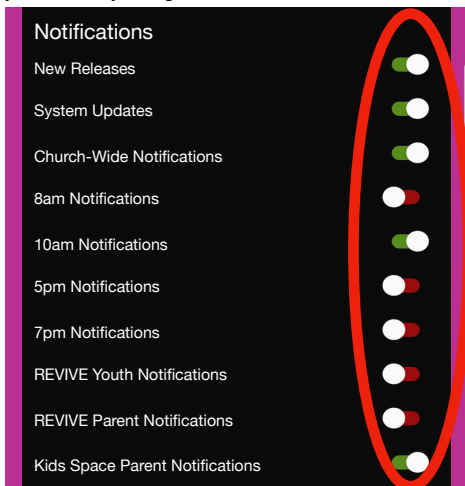 Notifications
New Releases
System Updates
Church-Wide Notifications
8am Notifications
10am Notifications
5pm Notifications
7pm Notifications
REVIVE Youth Notifications
REVIVE Parent Notifications
Kids Space Parent Notifications